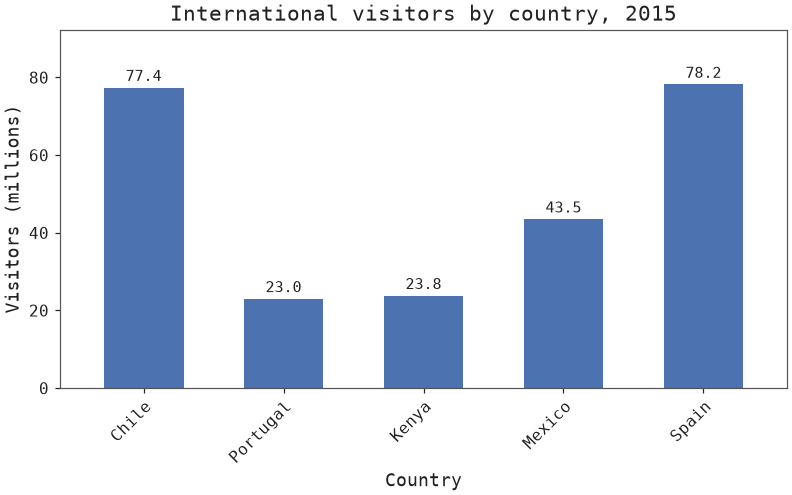 International visitors by country, 2015
Visitors (millions)
80
60
40
20
0
77.4
23.0
23.8
43.5
78.2
Chile
Portugal
Kenya
Mexico
Spain
Country